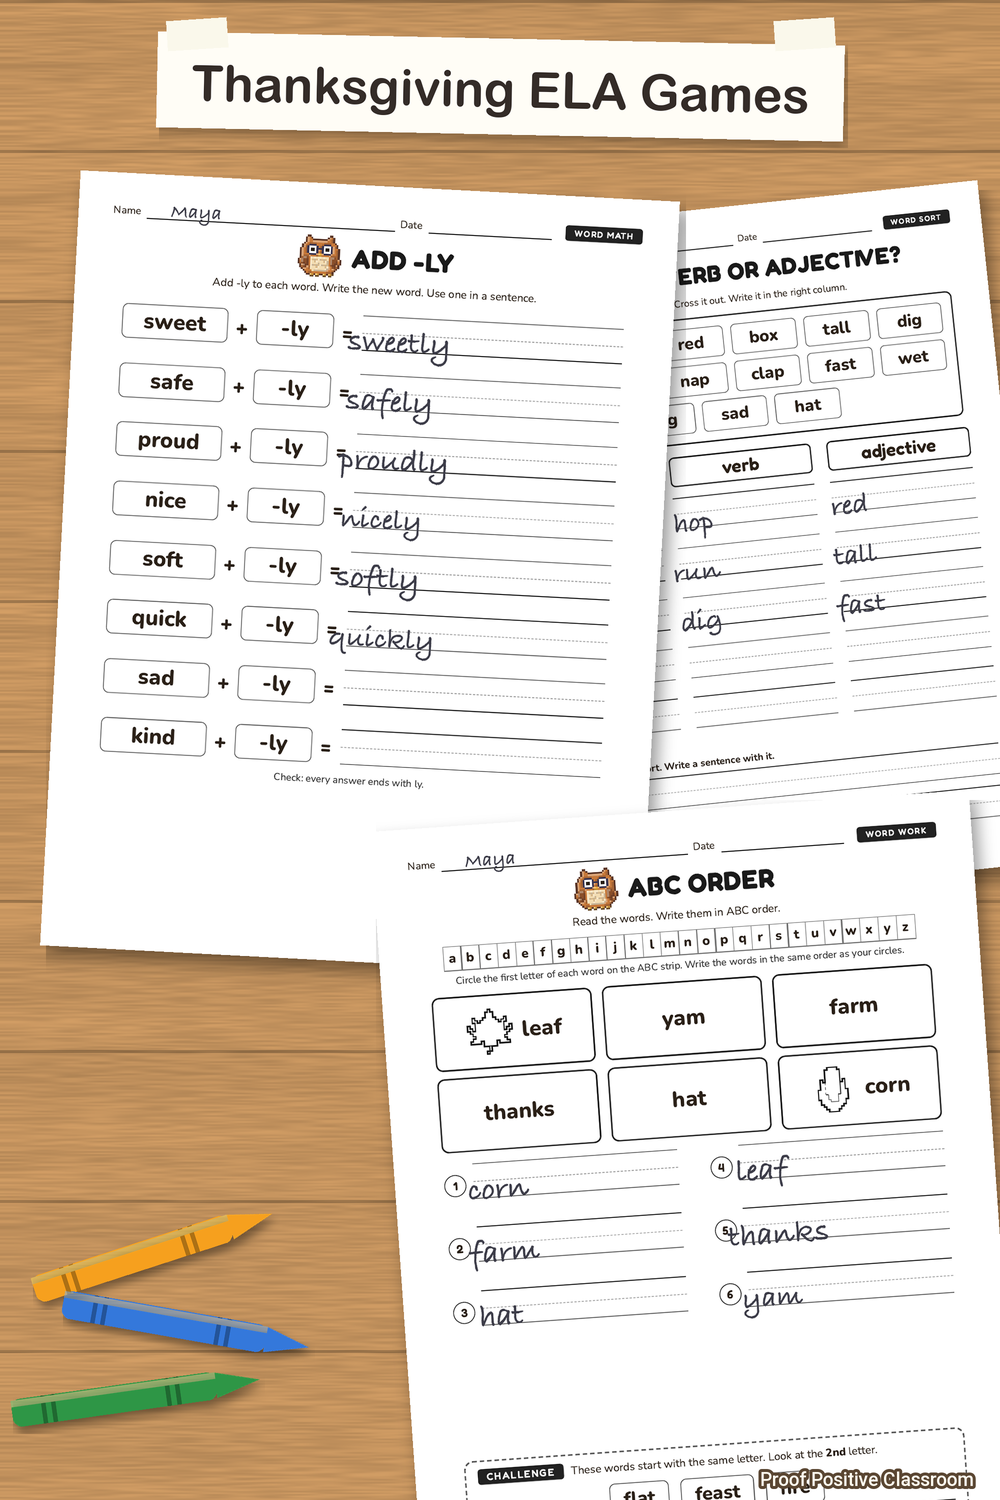 Thanksgiving ELA Games
Name Maya Date WORD MATH
ADD -LY
Add -ly to each word. Write the new word. Use one in a sentence.
sweet + -ly = sweetly
safe + -ly = safely
proud + -ly = proudly
nice + -ly = nicely
soft + -ly = softly
quick + -ly = quickly
sad + -ly =
kind + -ly =
Check: every answer ends with ly.
Date WORD SORT
ERB OR ADJECTIVE?
Cross it out. Write it in the right column.
red box tall dig
nap clap fast wet
g sad hat
verb adjective
hop red
run tall
dig fast
rt. Write a sentence with it.
Name Maya Date WORD WORK
ABC ORDER
Read the words. Write them in ABC order.
a b c d e f g h i j k l m n o p q r s t u v w x y z
Circle the first letter of each word on the ABC strip. Write the words in the same order as your circles.
leaf yam farm
thanks hat corn
1 corn 4 leaf
2 farm 5 thanks
3 hat 6 yam
CHALLENGE These words start with the same letter. Look at the 2nd letter.
flat feast fire
Proof Positive Classroom